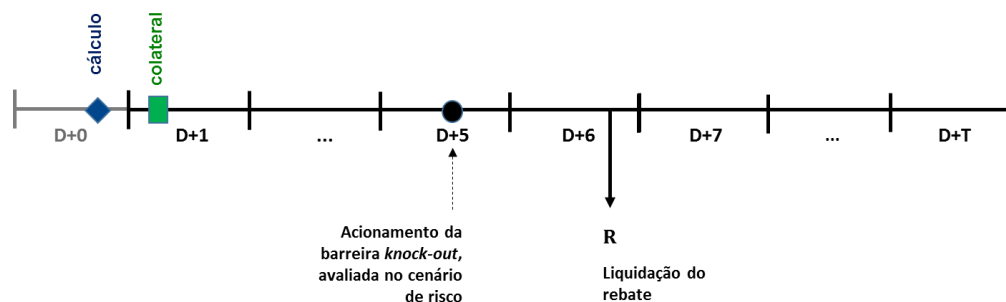 cálculo
colateral
D+0
D+1
...
D+5
D+6
D+7
...
D+T
Acionamento da
barreira knock-out,
avaliada no cenário
de risco
R
Liquidação do
rebate